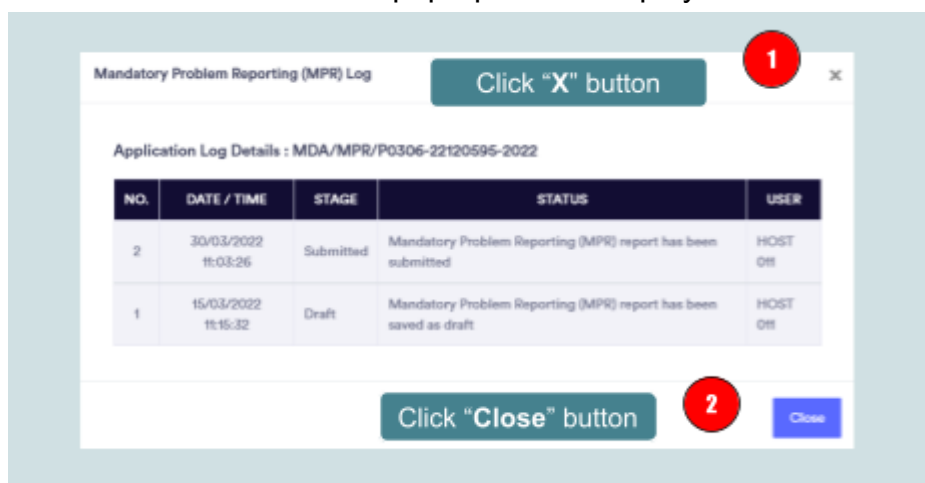 Mandatory Problem Reporting (MPR) Log
Click “X” button
1
×
Application Log Details : MDA/MPR/P0306-22120595-2022
NO. DATE / TIME STAGE STATUS USER
2 30/03/2022 11:03:26 Submitted Mandatory Problem Reporting (MPR) report has been submitted HOST 011
1 15/03/2022 11:15:32 Draft Mandatory Problem Reporting (MPR) report has been saved as draft HOST 011
Click “Close” button
2
Close